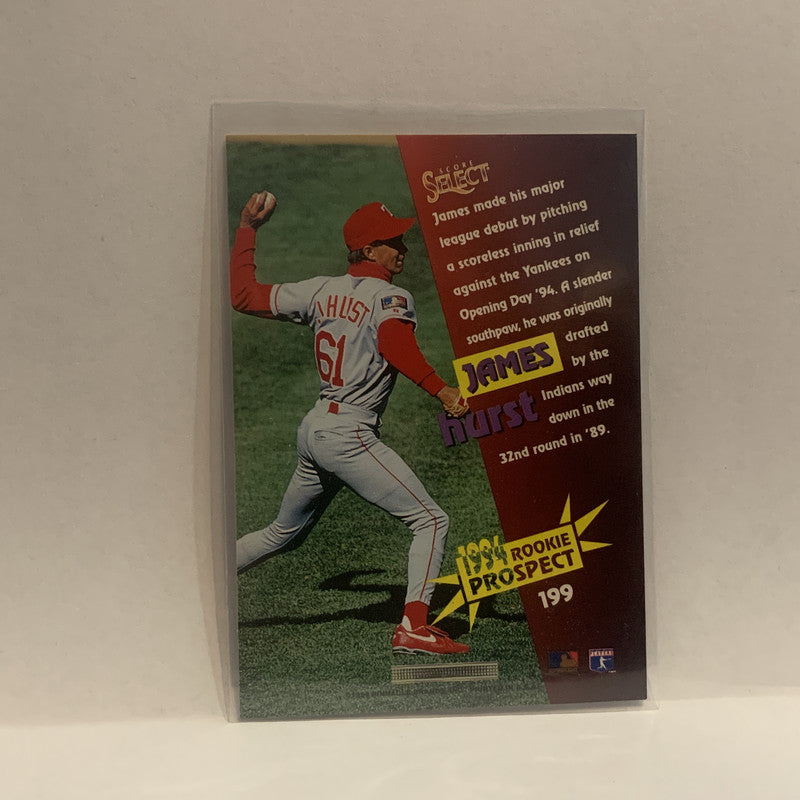 SCORE
SELECT
James made his major
league debut by pitching
a scoreless inning in relief
against the Yankees on
Opening Day '94. A slender
southpaw, he was originally
drafted
by the
Indians way
down in the
32nd round in '89.
JAMES
hurst
HUST
61
T
1994 ROOKIE
PROSPECT
199
PLAYERS